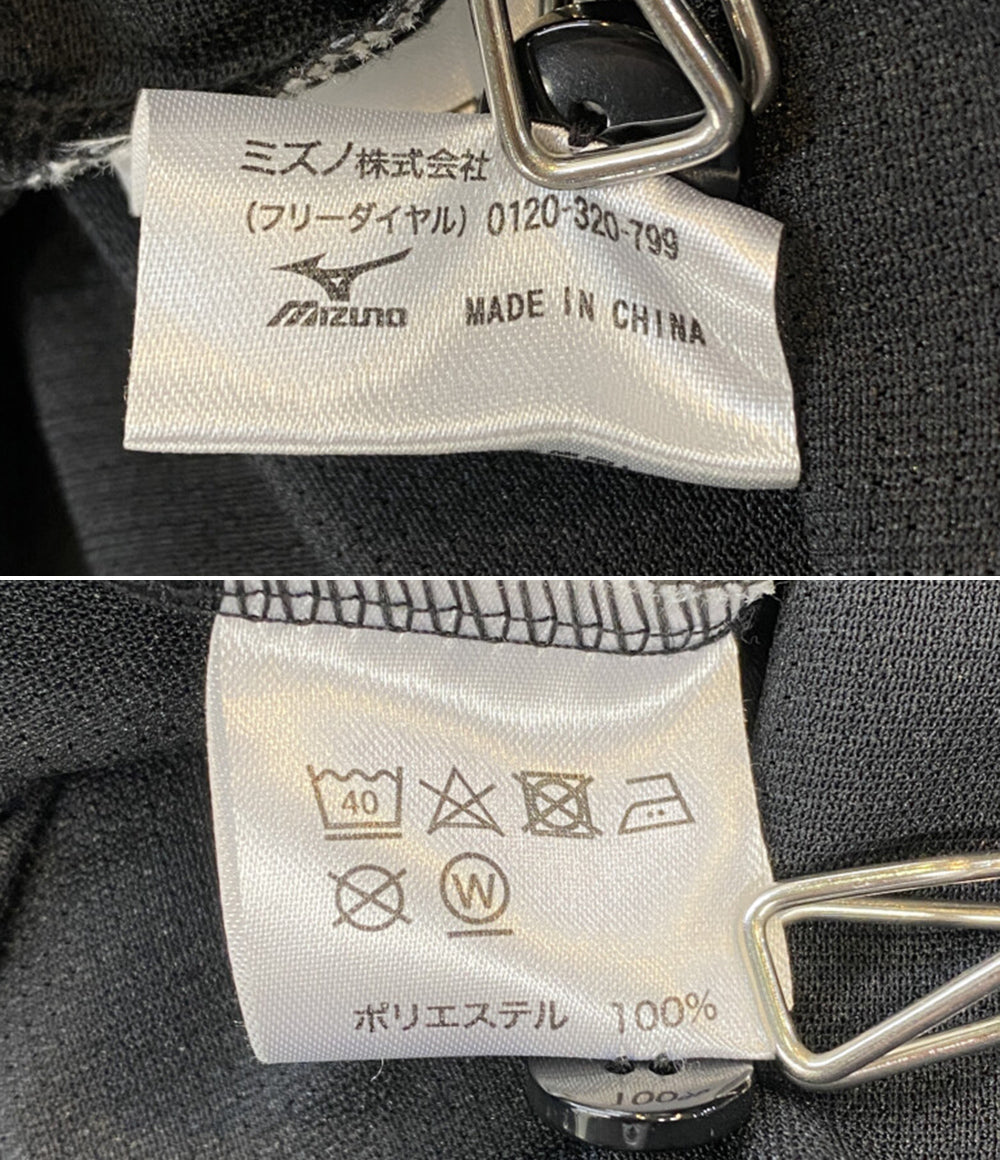 ミズノ株式会社
(フリーダイヤル) 0120-320-799
MIZUNO MADE IN CHINA
40
W
ポリエステル 100%
100%